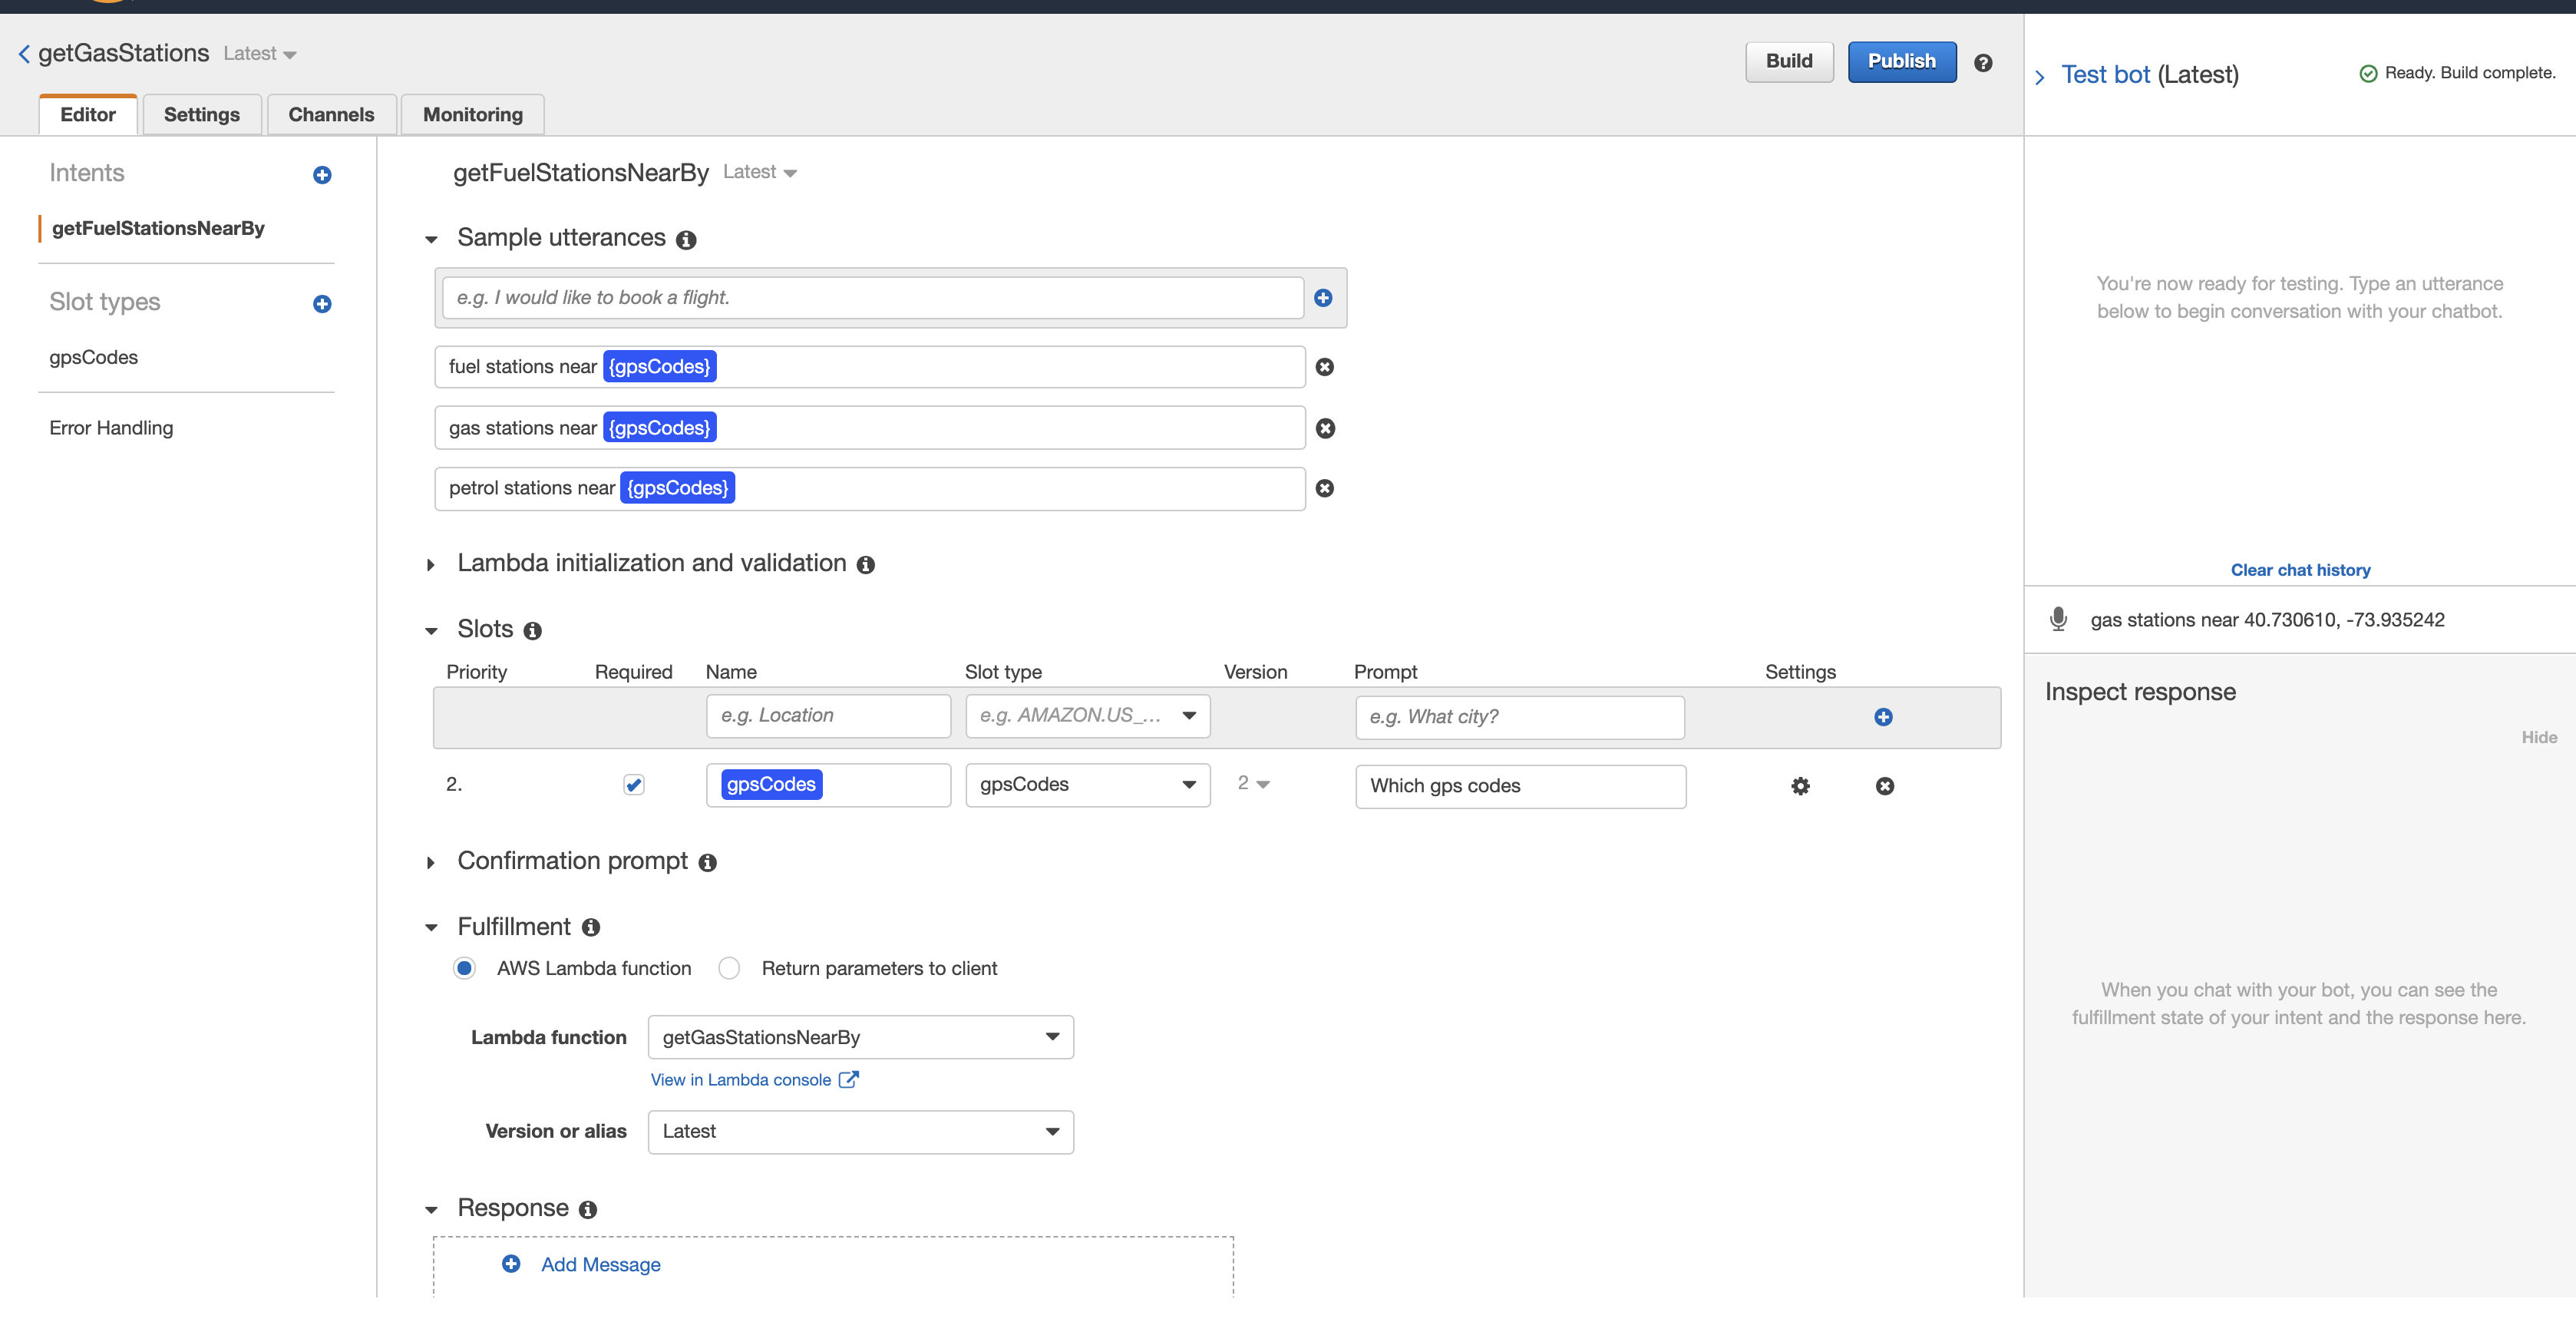 getGasStations Latest
Build
Publish
Test bot (Latest)
Ready. Build complete.
Editor
Settings
Channels
Monitoring
Intents
getFuelStationsNearBy
Slot types
gpsCodes
Error Handling
getFuelStationsNearBy Latest
Sample utterances
e.g. I would like to book a flight.
fuel stations near {gpsCodes}
gas stations near {gpsCodes}
petrol stations near {gpsCodes}
Lambda initialization and validation
Slots
Priority Required Name Slot type Version Prompt Settings
e.g. Location e.g. AMAZON.US_... e.g. What city?
2. gpsCodes gpsCodes 2 Which gps codes
Confirmation prompt
Fulfillment
AWS Lambda function Return parameters to client
Lambda function getGasStationsNearBy
View in Lambda console
Version or alias Latest
Response
Add Message
You're now ready for testing. Type an utterance
below to begin conversation with your chatbot.
Clear chat history
gas stations near 40.730610, -73.935242
Inspect response
Hide
When you chat with your bot, you can see the
fulfillment state of your intent and the response here.